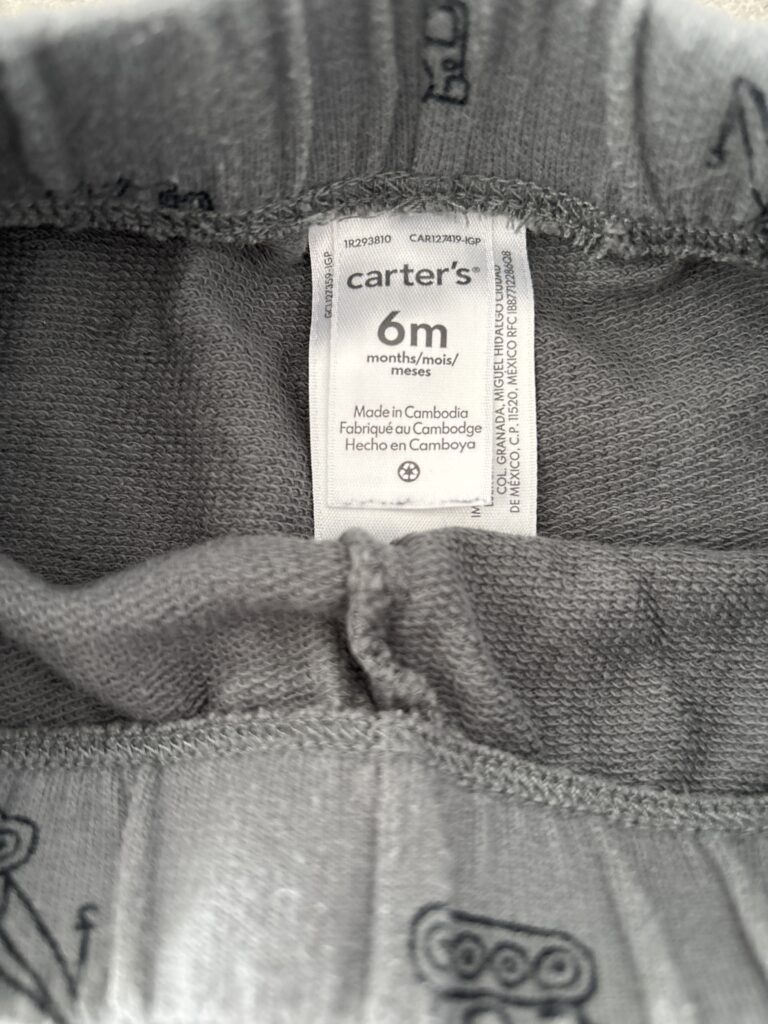 1R293810 CAR127419-IGP
carter's®
6m
months/mois/
meses
Made in Cambodia
Fabriqué au Cambodge
Hecho en Camboya
COL. GRANADA, MIGUEL HIDALGO CIUDAD
DE MÉXICO, C.P. 11520, MÉXICO RFC